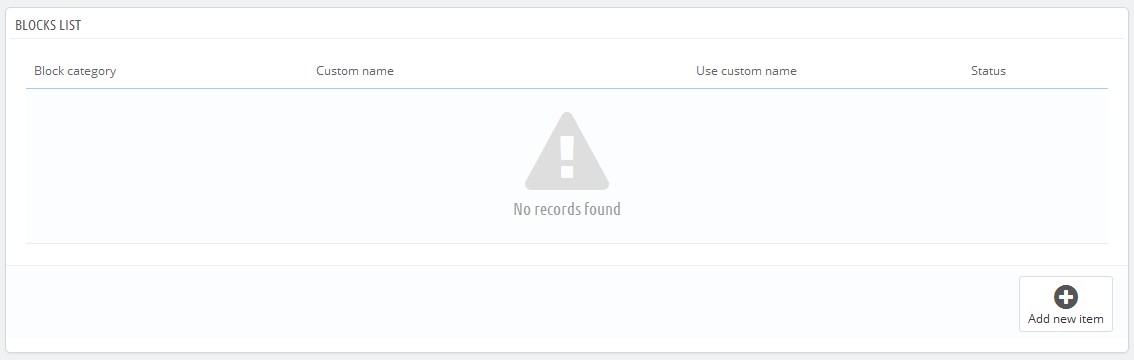 BLOCKS LIST
Block category Custom name Use custom name Status
No records found
Add new item